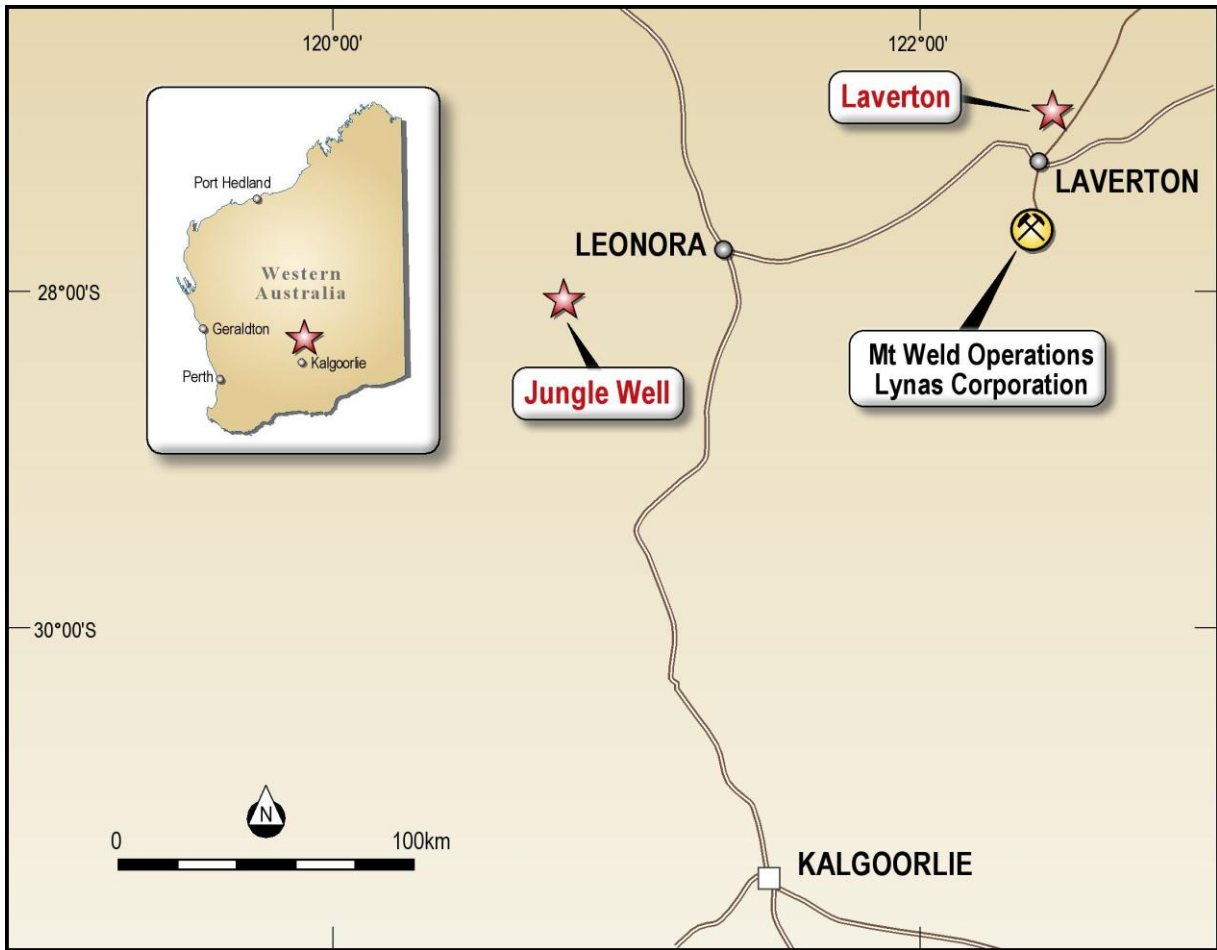 120°00'
122°00'
Laverton
LAVERTON
Port Hedland
LEONORA
Western
Australia
28°00'S
Geraldton
Kalgoorlie
Perth
Mt Weld Operations
Lynas Corporation
Jungle Well
30°00'S
N
0
100km
KALGOORLIE